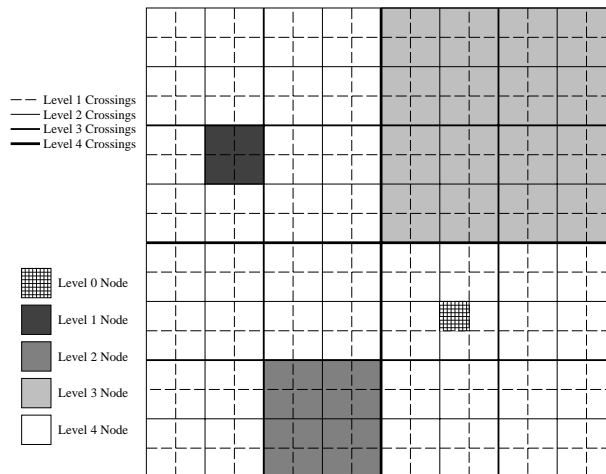 Level 1 Crossings
Level 2 Crossings
Level 3 Crossings
Level 4 Crossings
Level 0 Node
Level 1 Node
Level 2 Node
Level 3 Node
Level 4 Node